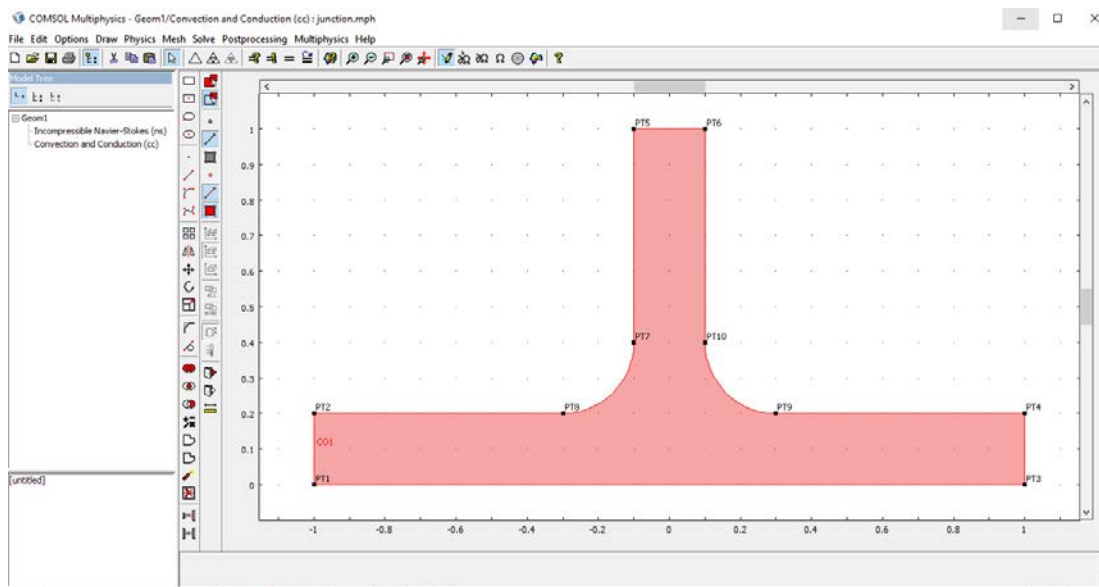 COMSOL Multiphysics - Geom1/Convection and Conduction (cc) : junction.mph
File Edit Options Draw Physics Mesh Solve Postprocessing Multiphysics Help
Model Tree
Geom1
Incompressible Navier-Stokes (ns)
Convection and Conduction (cc)
[untitled]
PT5 PT6
1
0.9
0.8
0.7
0.6
0.5
PT7 PT10
0.4
0.3
PT2 PT8 PT9 PT4
0.2
CO1
0.1
PT1 PT3
0
-1 -0.8 -0.6 -0.4 -0.2 0 0.2 0.4 0.6 0.8 1